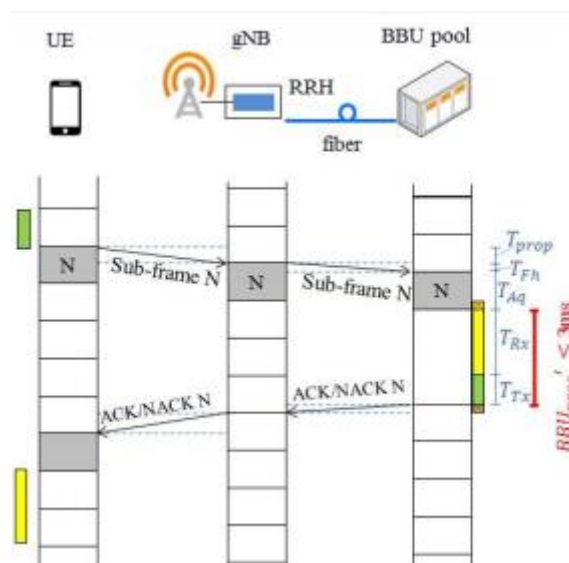 UE
gNB
BBU pool
RRH
fiber
N
Sub-frame N
N
Sub-frame N
N
T_prop
T_Fh
T_Aq
T_Rx
T_Tx
ACK/NACK N
ACK/NACK N
' < 3ms